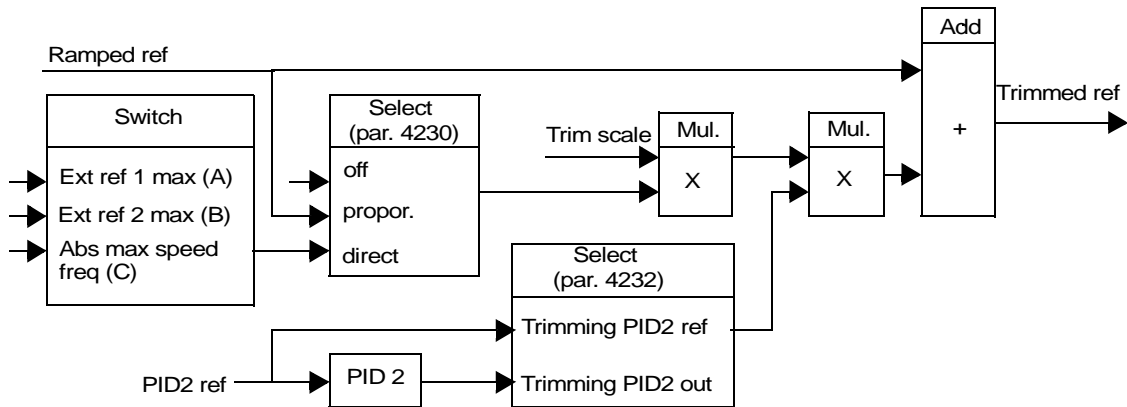 Add
Ramped ref
Trimmed ref
+
Switch
Select
(par. 4230)
Trim scale
Mul.
X
Mul.
X
Ext ref 1 max (A)
Ext ref 2 max (B)
Abs max speed
freq (C)
off
propor.
direct
Select
(par. 4232)
Trimming PID2 ref
Trimming PID2 out
PID2 ref
PID 2